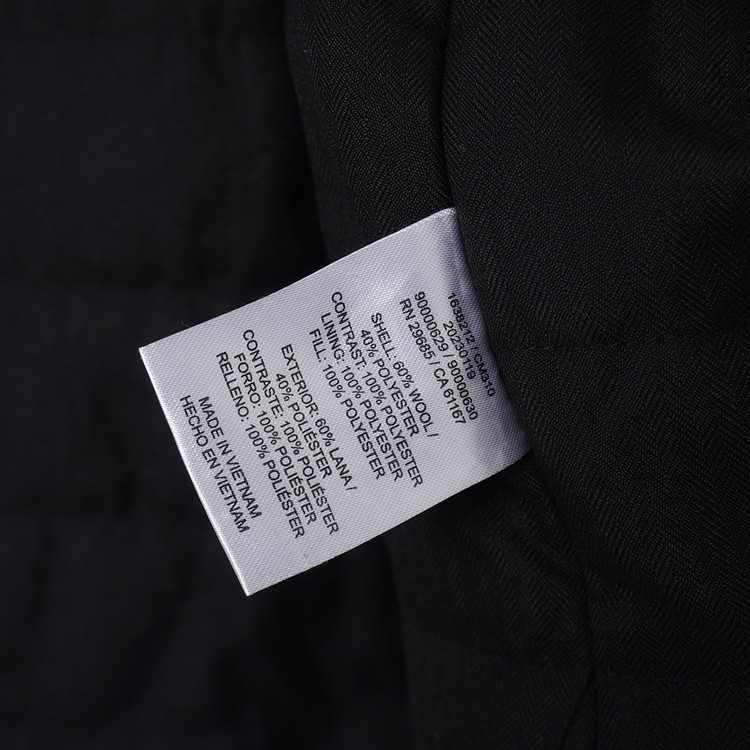 1638212 / CM310
20230119
90000629 / 90000630
RN 29685 / CA 61167
SHELL: 60% WOOL /
40% POLYESTER
CONTRAST: 100% POLYESTER
LINING: 100% POLYESTER
FILL: 100% POLYESTER
EXTERIOR: 60% LANA /
40% POLIÉSTER
CONTRASTE: 100% POLIÉSTER
FORRO: 100% POLIÉSTER
RELLENO: 100% POLIÉSTER
MADE IN VIETNAM
HECHO EN VIETNAM